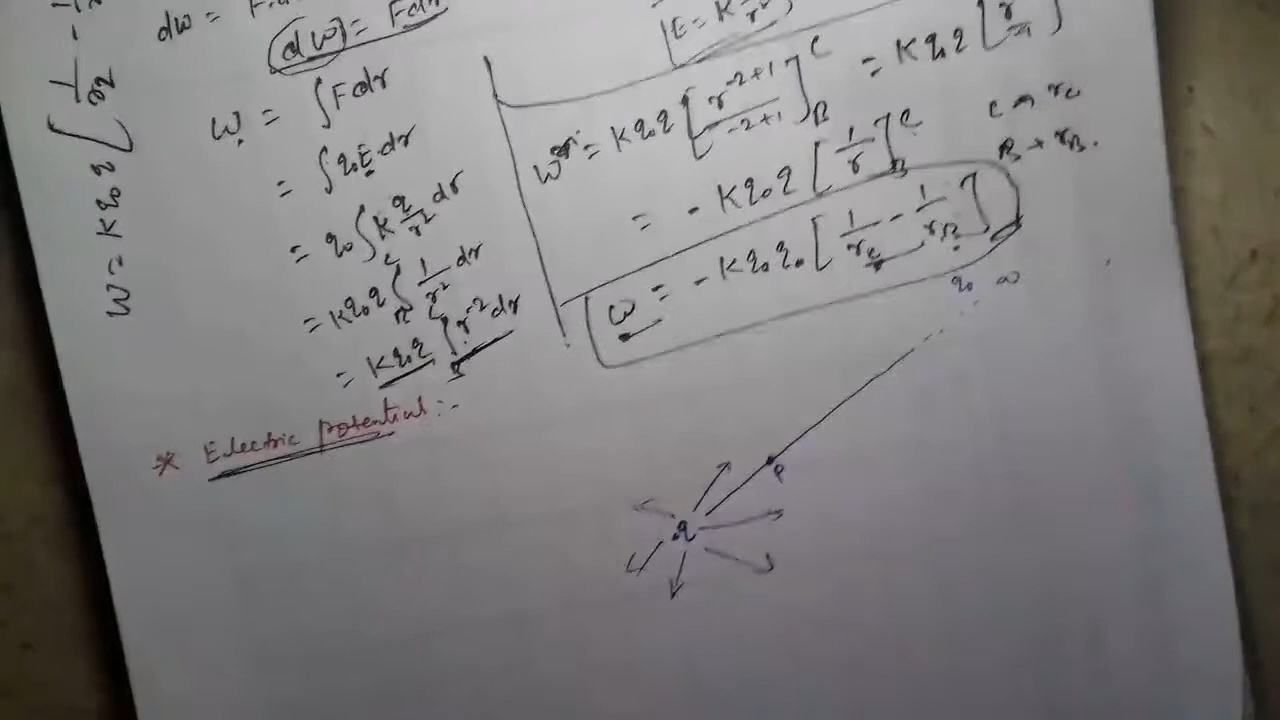 dw =
(dw) = Fdr
W = ∫Fdr
= ∫q₀E dr
= q₀∫K q/r² dr
= Kq₀q ∫ 1/r² dr
= Kq₀q ∫ r⁻² dr
|E = K
W = Kq₀q [r⁻²⁺¹/-2+1]
= Kq₀q [
= -Kq₀q [1/r]
C → r_C
B → r_B.
W = -Kq₀q₀ [1/r_C - 1/r_B]
W = Kq₀q [
* Electric potential :-
q₀ ∞
P
q